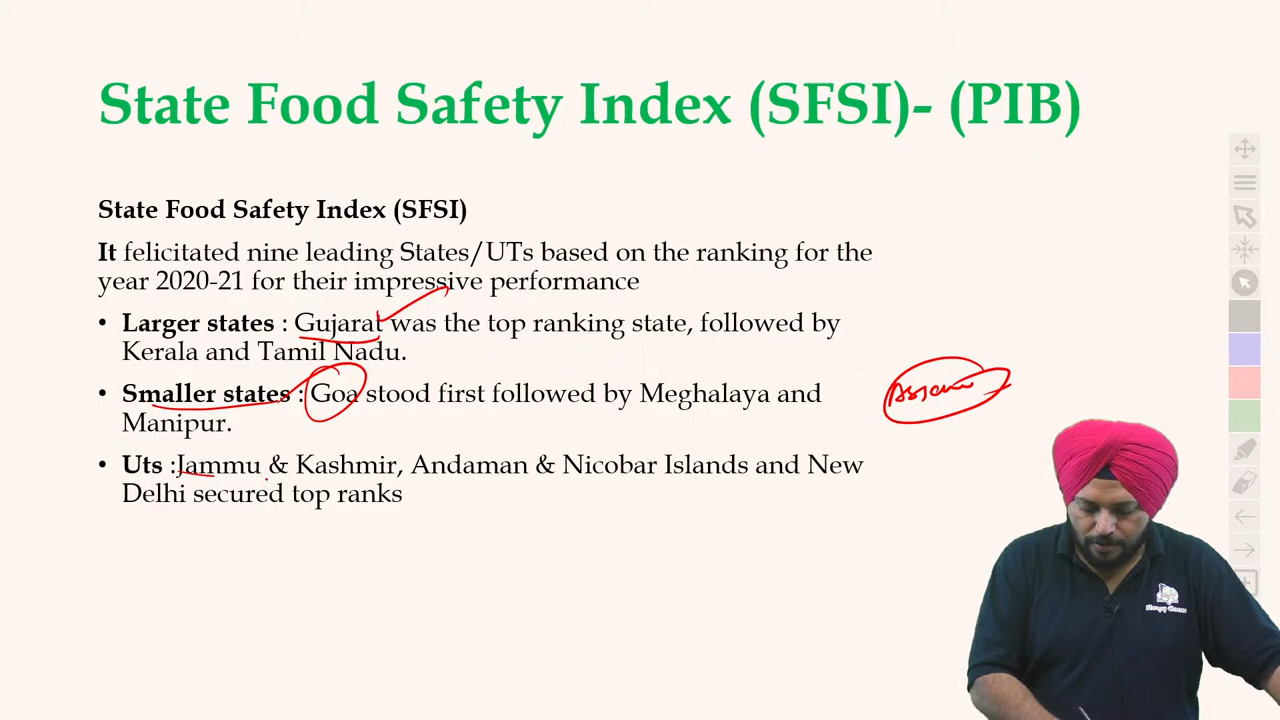 State Food Safety Index (SFSI)- (PIB)
State Food Safety Index (SFSI)
It felicitated nine leading States/UTs based on the ranking for the
year 2020-21 for their impressive performance
• Larger states : Gujarat was the top ranking state, followed by
Kerala and Tamil Nadu.
• Smaller states : Goa stood first followed by Meghalaya and
Manipur.
• Uts :Jammu & Kashmir, Andaman & Nicobar Islands and New
Delhi secured top ranks